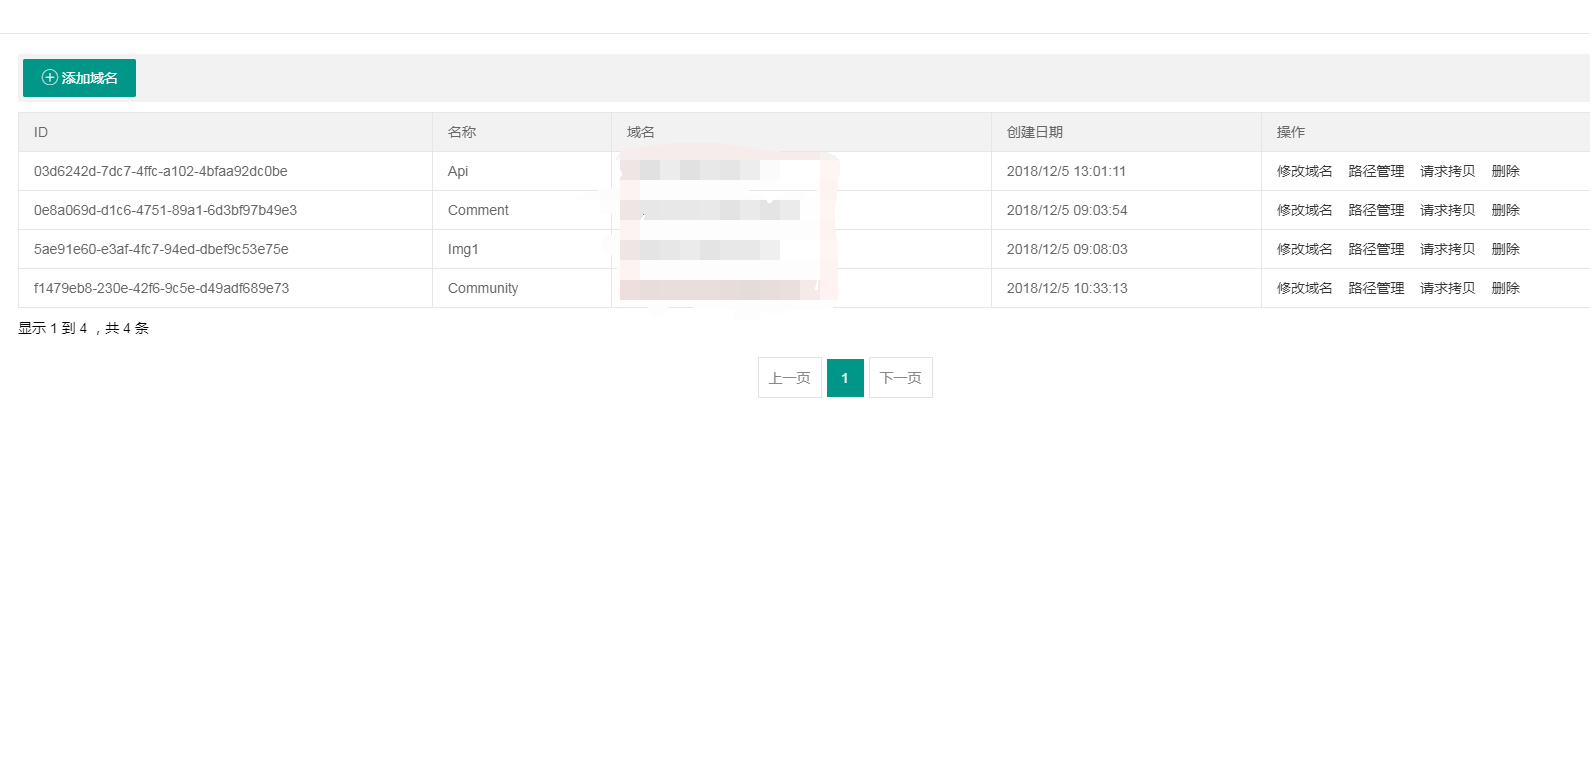 添加域名
ID 名称 域名 创建日期 操作
03d6242d-7dc7-4ffc-a102-4bfaa92dc0be Api 2018/12/5 13:01:11 修改域名 路径管理 请求拷贝 删除
0e8a069d-d1c6-4751-89a1-6d3bf97b49e3 Comment 2018/12/5 09:03:54 修改域名 路径管理 请求拷贝 删除
5ae91e60-e3af-4fc7-94ed-dbef9c53e75e Img1 2018/12/5 09:08:03 修改域名 路径管理 请求拷贝 删除
f1479eb8-230e-42f6-9c5e-d49adf689e73 Community 2018/12/5 10:33:13 修改域名 路径管理 请求拷贝 删除
显示 1 到 4 ，共 4 条
上一页 1 下一页